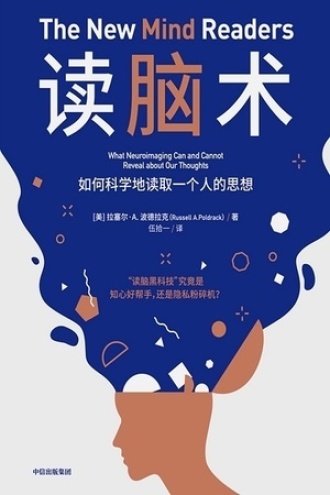 The New Mind Readers
读脑术
What Neuroimaging Can and Cannot
Reveal about Our Thoughts
如何科学地读取一个人的思想
[美] 拉塞尔·A. 波德拉克（Russell A Poldrack）／著
伍拾一／译
“读脑黑科技”究竟是
知心好帮手，还是隐私粉碎机？
中信出版集团